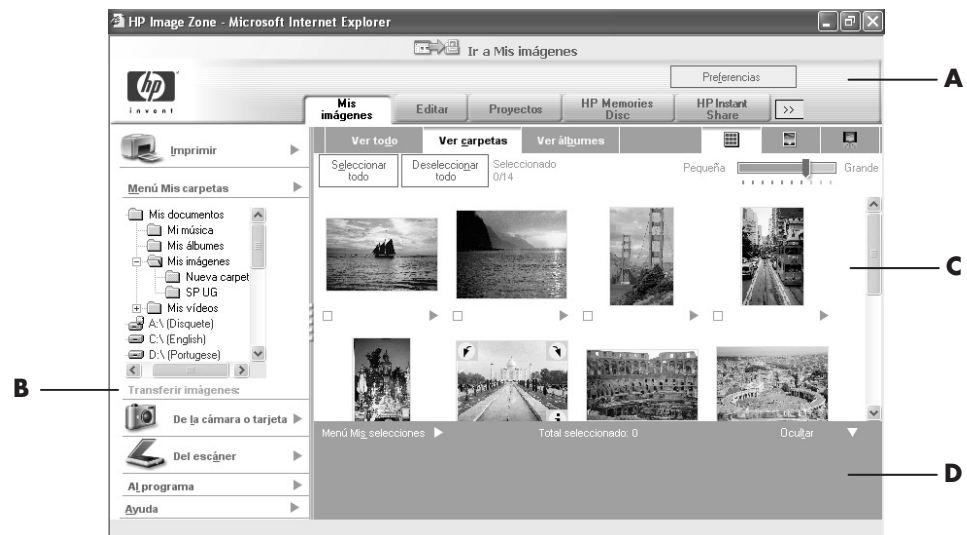 HP Image Zone - Microsoft Internet Explorer
Ir a Mis imágenes
hp
invent
Preferencias
A
Mis imágenes
Editar
Proyectos
HP Memories Disc
HP Instant Share
>>
Imprimir
Ver todo
Ver carpetas
Ver álbumes
Seleccionar todo
Deseleccionar todo
Seleccionado
0/14
Pequeña
Grande
Menú Mis carpetas
Mis documentos
Mi música
Mis álbumes
Mis imágenes
Nueva carpet
SP UG
Mis vídeos
A:\ (Disquete)
C:\ (English)
D:\ (Portugese)
C
B
Transferir imágenes:
De la cámara o tarjeta
Del escáner
Al programa
Ayuda
Menú Mis selecciones
Total seleccionado: 0
Ocultar
D